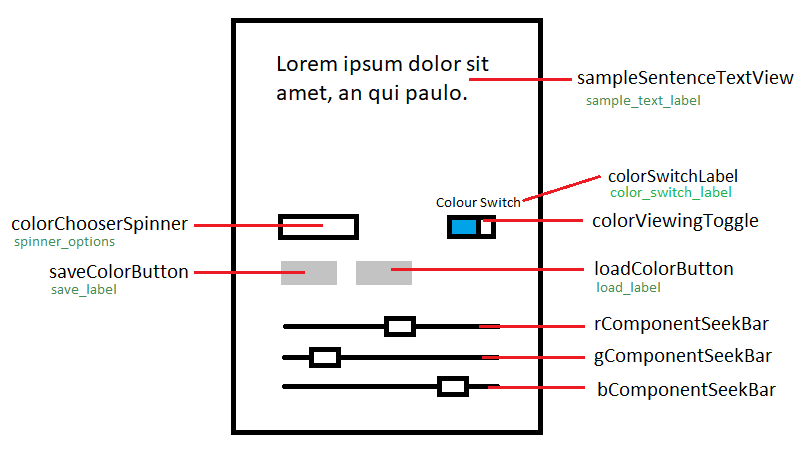 Lorem ipsum dolor sit
amet, an qui paulo.
sampleSentenceTextView
sample_text_label
colorSwitchLabel
color_switch_label
Colour Switch
colorChooserSpinner
spinner_options
colorViewingToggle
saveColorButton
save_label
loadColorButton
load_label
rComponentSeekBar
gComponentSeekBar
bComponentSeekBar